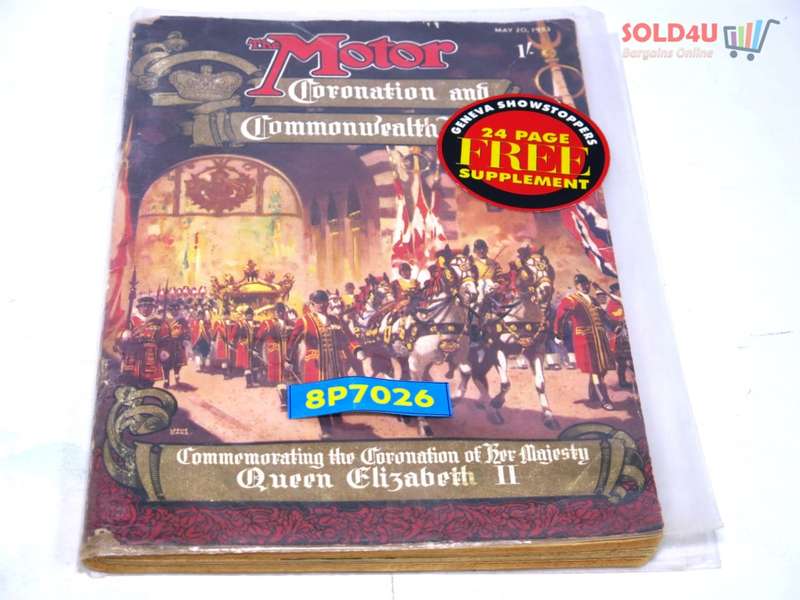 SOLD4U
Bargains Online
MAY 20, 1953
1/-
The Motor
Coronation and
Commonwealth
GENEVA SHOWSTOPPERS
24 PAGE
FREE
SUPPLEMENT
8P7026
Commemorating the Coronation of Her Majesty
Queen Elizabeth II